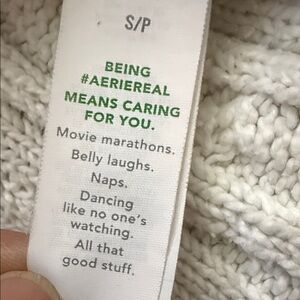 S/P
BEING
#AERIEREAL
MEANS CARING
FOR YOU.
Movie marathons.
Belly laughs.
Naps.
Dancing
like no one's
watching.
All that
good stuff.